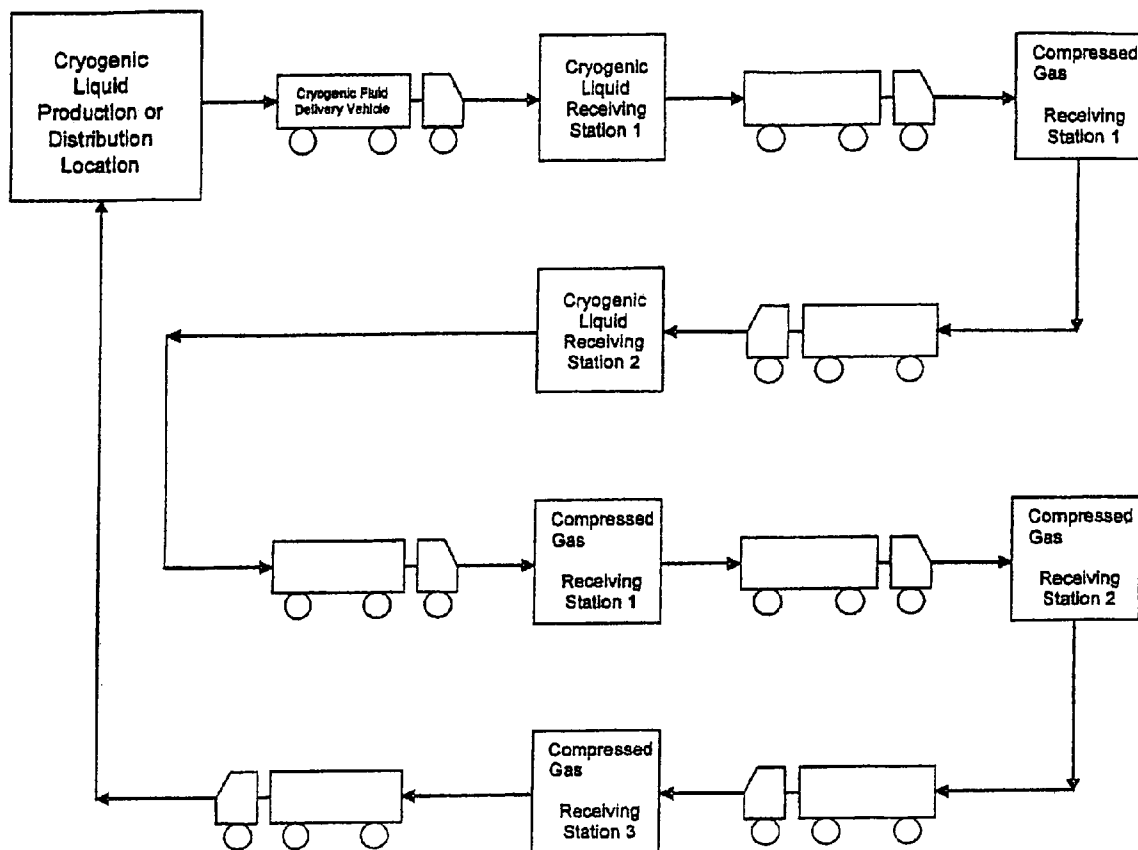 Cryogenic
Liquid
Production or
Distribution
Location
Cryogenic Fluid
Delivery Vehicle
Cryogenic
Liquid
Receiving
Station 1
Compressed
Gas
Receiving
Station 1
Cryogenic
Liquid
Receiving
Station 2
Compressed
Gas
Receiving
Station 1
Compressed
Gas
Receiving
Station 2
Compressed
Gas
Receiving
Station 3